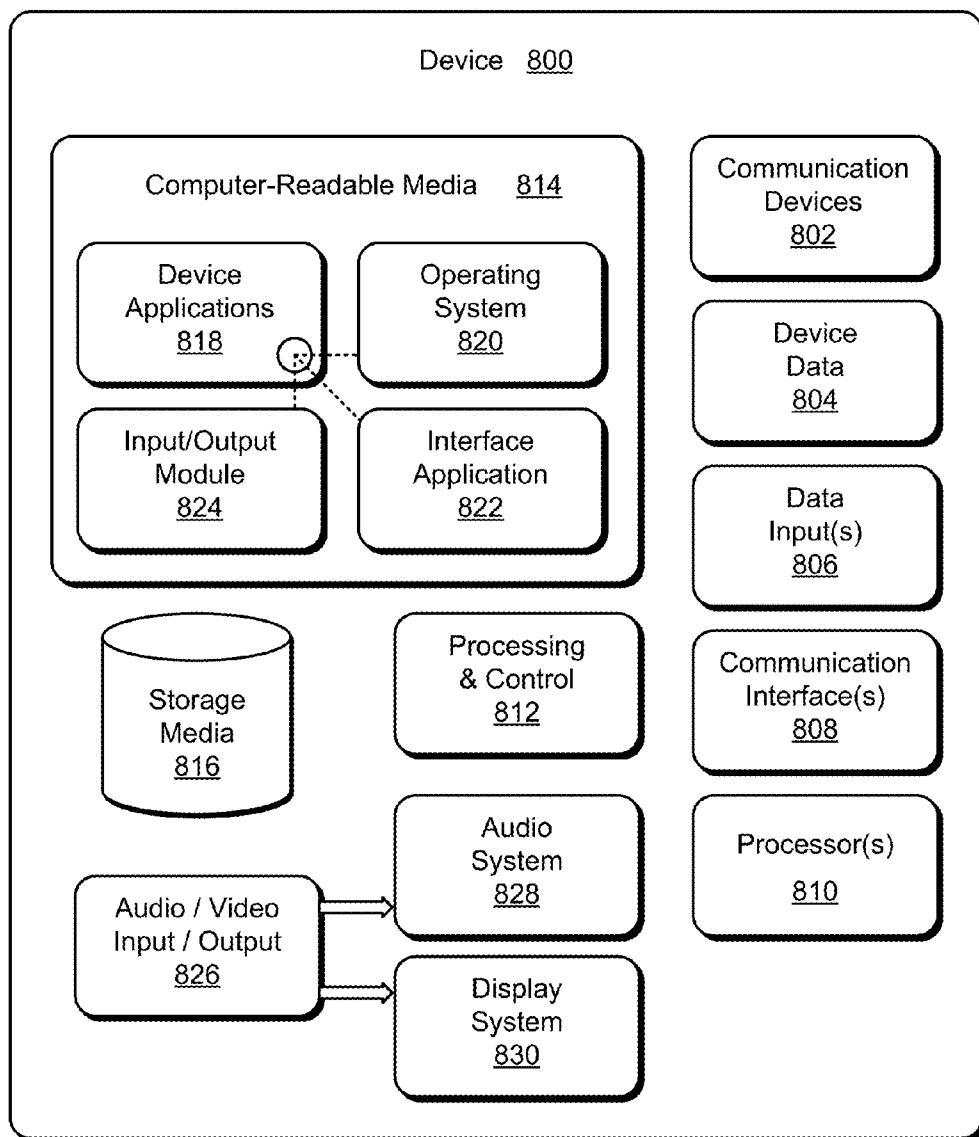 Device 800
Computer-Readable Media 814
Device
Applications
818
Operating
System
820
Input/Output
Module
824
Interface
Application
822
Communication
Devices
802
Device
Data
804
Data
Input(s)
806
Communication
Interface(s)
808
Processor(s)
810
Storage
Media
816
Processing
& Control
812
Audio / Video
Input / Output
826
Audio
System
828
Display
System
830